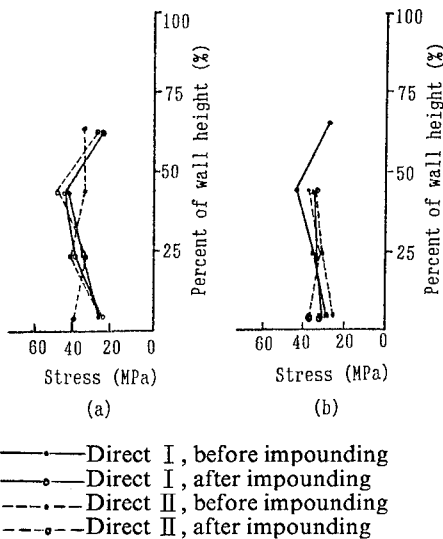 100
75
50
25
Percent of wall height (%)
60 40 20 0
Stress (MPa)
(a)
100
75
50
25
Percent of wall height (%)
60 40 20 0
Stress (MPa)
(b)
Direct Ⅰ, before impounding
Direct Ⅰ, after impounding
Direct Ⅱ, before impounding
Direct Ⅱ, after impounding